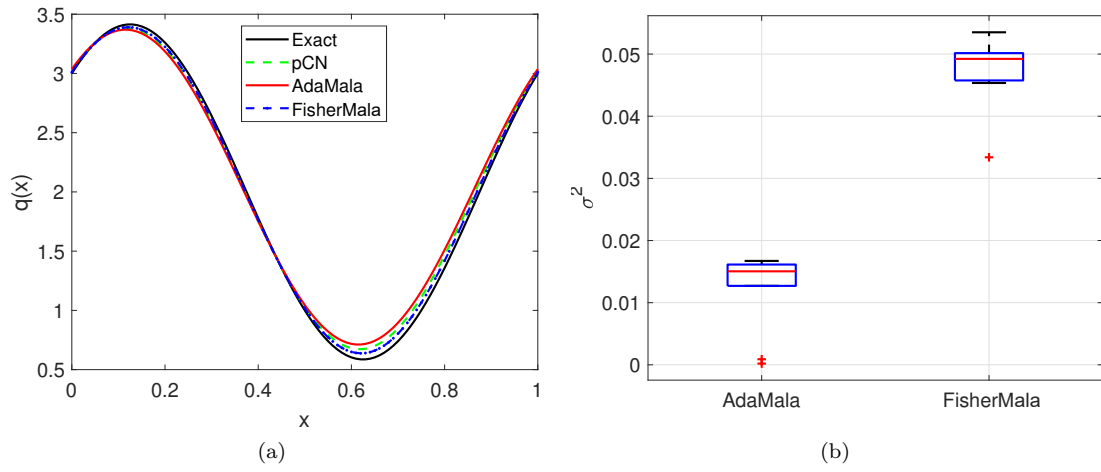 3.5
3
2.5
2
1.5
1
0.5
q(x)
0
0.2
0.4
0.6
0.8
1
x
Exact
pCN
AdaMala
FisherMala
(a)
0.05
0.04
0.03
0.02
0.01
0
σ²
AdaMala
FisherMala
(b)